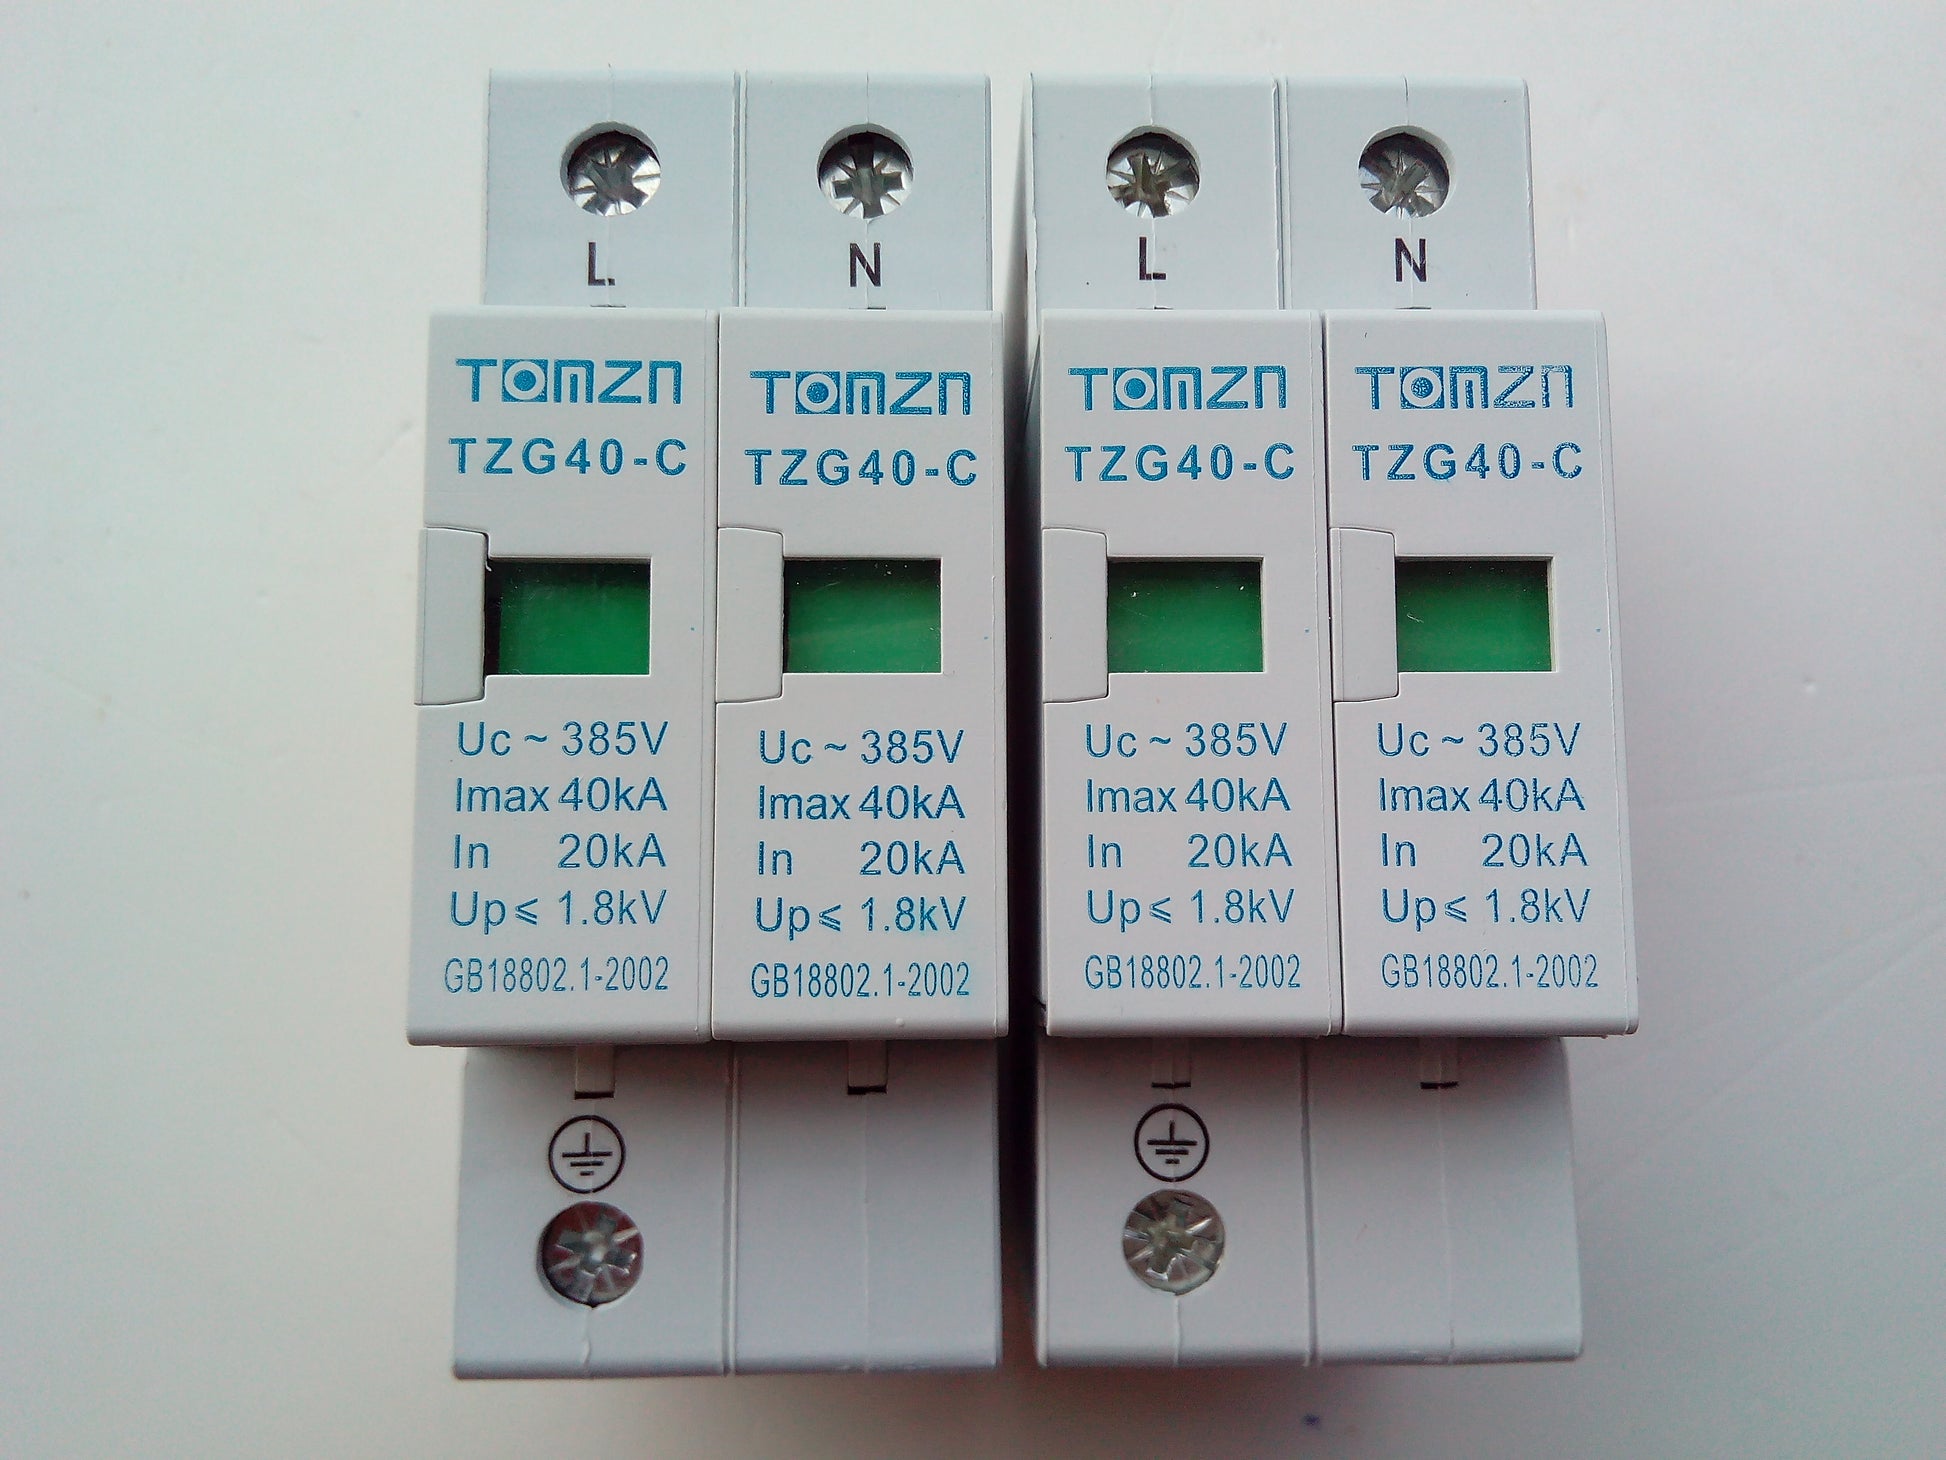 L N
TOMZN
TZG40-C
Uc ~ 385V
Imax 40kA
In 20kA
Up ⩽ 1.8kV
GB18802.1-2002
TOMZN
TZG40-C
Uc ~ 385V
Imax 40kA
In 20kA
Up ⩽ 1.8kV
GB18802.1-2002
L N
TOMZN
TZG40-C
Uc ~ 385V
Imax 40kA
In 20kA
Up ⩽ 1.8kV
GB18802.1-2002
TOMZN
TZG40-C
Uc ~ 385V
Imax 40kA
In 20kA
Up ⩽ 1.8kV
GB18802.1-2002